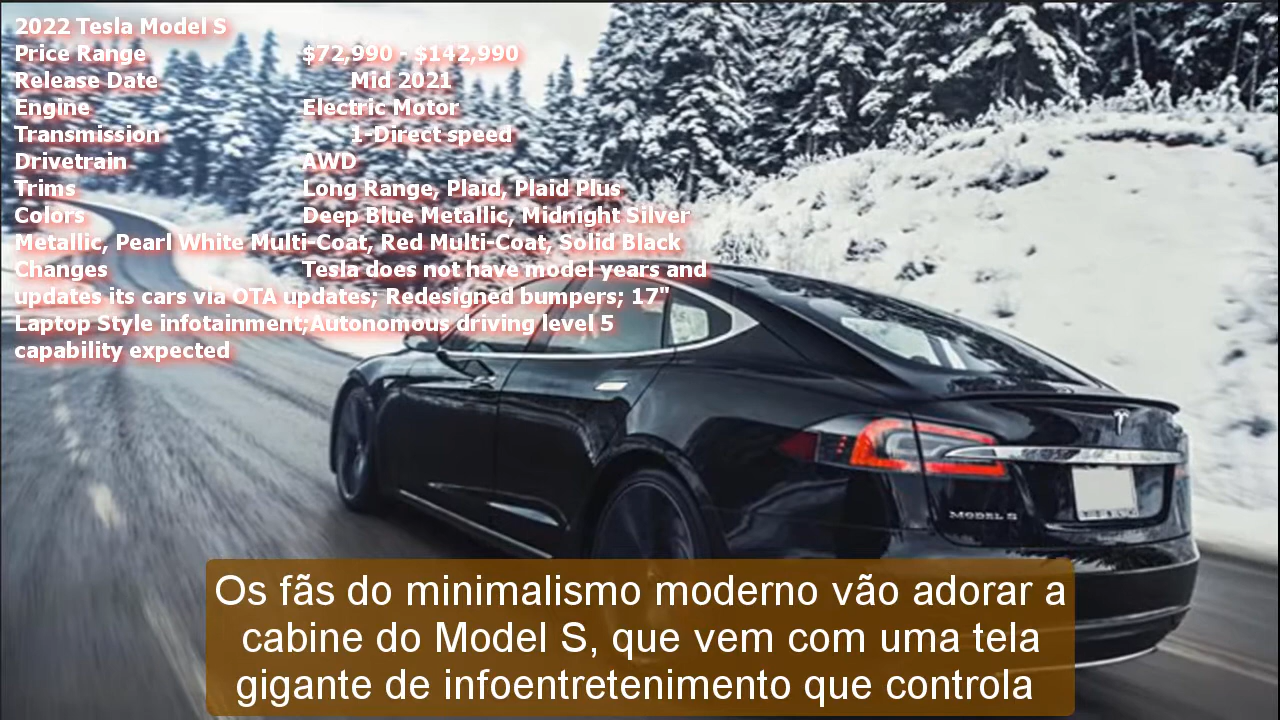 2022 Tesla Model S
Price Range $72,990 - $142,990
Release Date Mid 2021
Engine Electric Motor
Transmission 1-Direct speed
Drivetrain AWD
Trims Long Range, Plaid, Plaid Plus
Colors Deep Blue Metallic, Midnight Silver
Metallic, Pearl White Multi-Coat, Red Multi-Coat, Solid Black
Changes Tesla does not have model years and
updates its cars via OTA updates; Redesigned bumpers; 17"
Laptop Style infotainment;Autonomous driving level 5
capability expected
MODEL S
Os fãs do minimalismo moderno vão adorar a
cabine do Model S, que vem com uma tela
gigante de infoentretenimento que controla